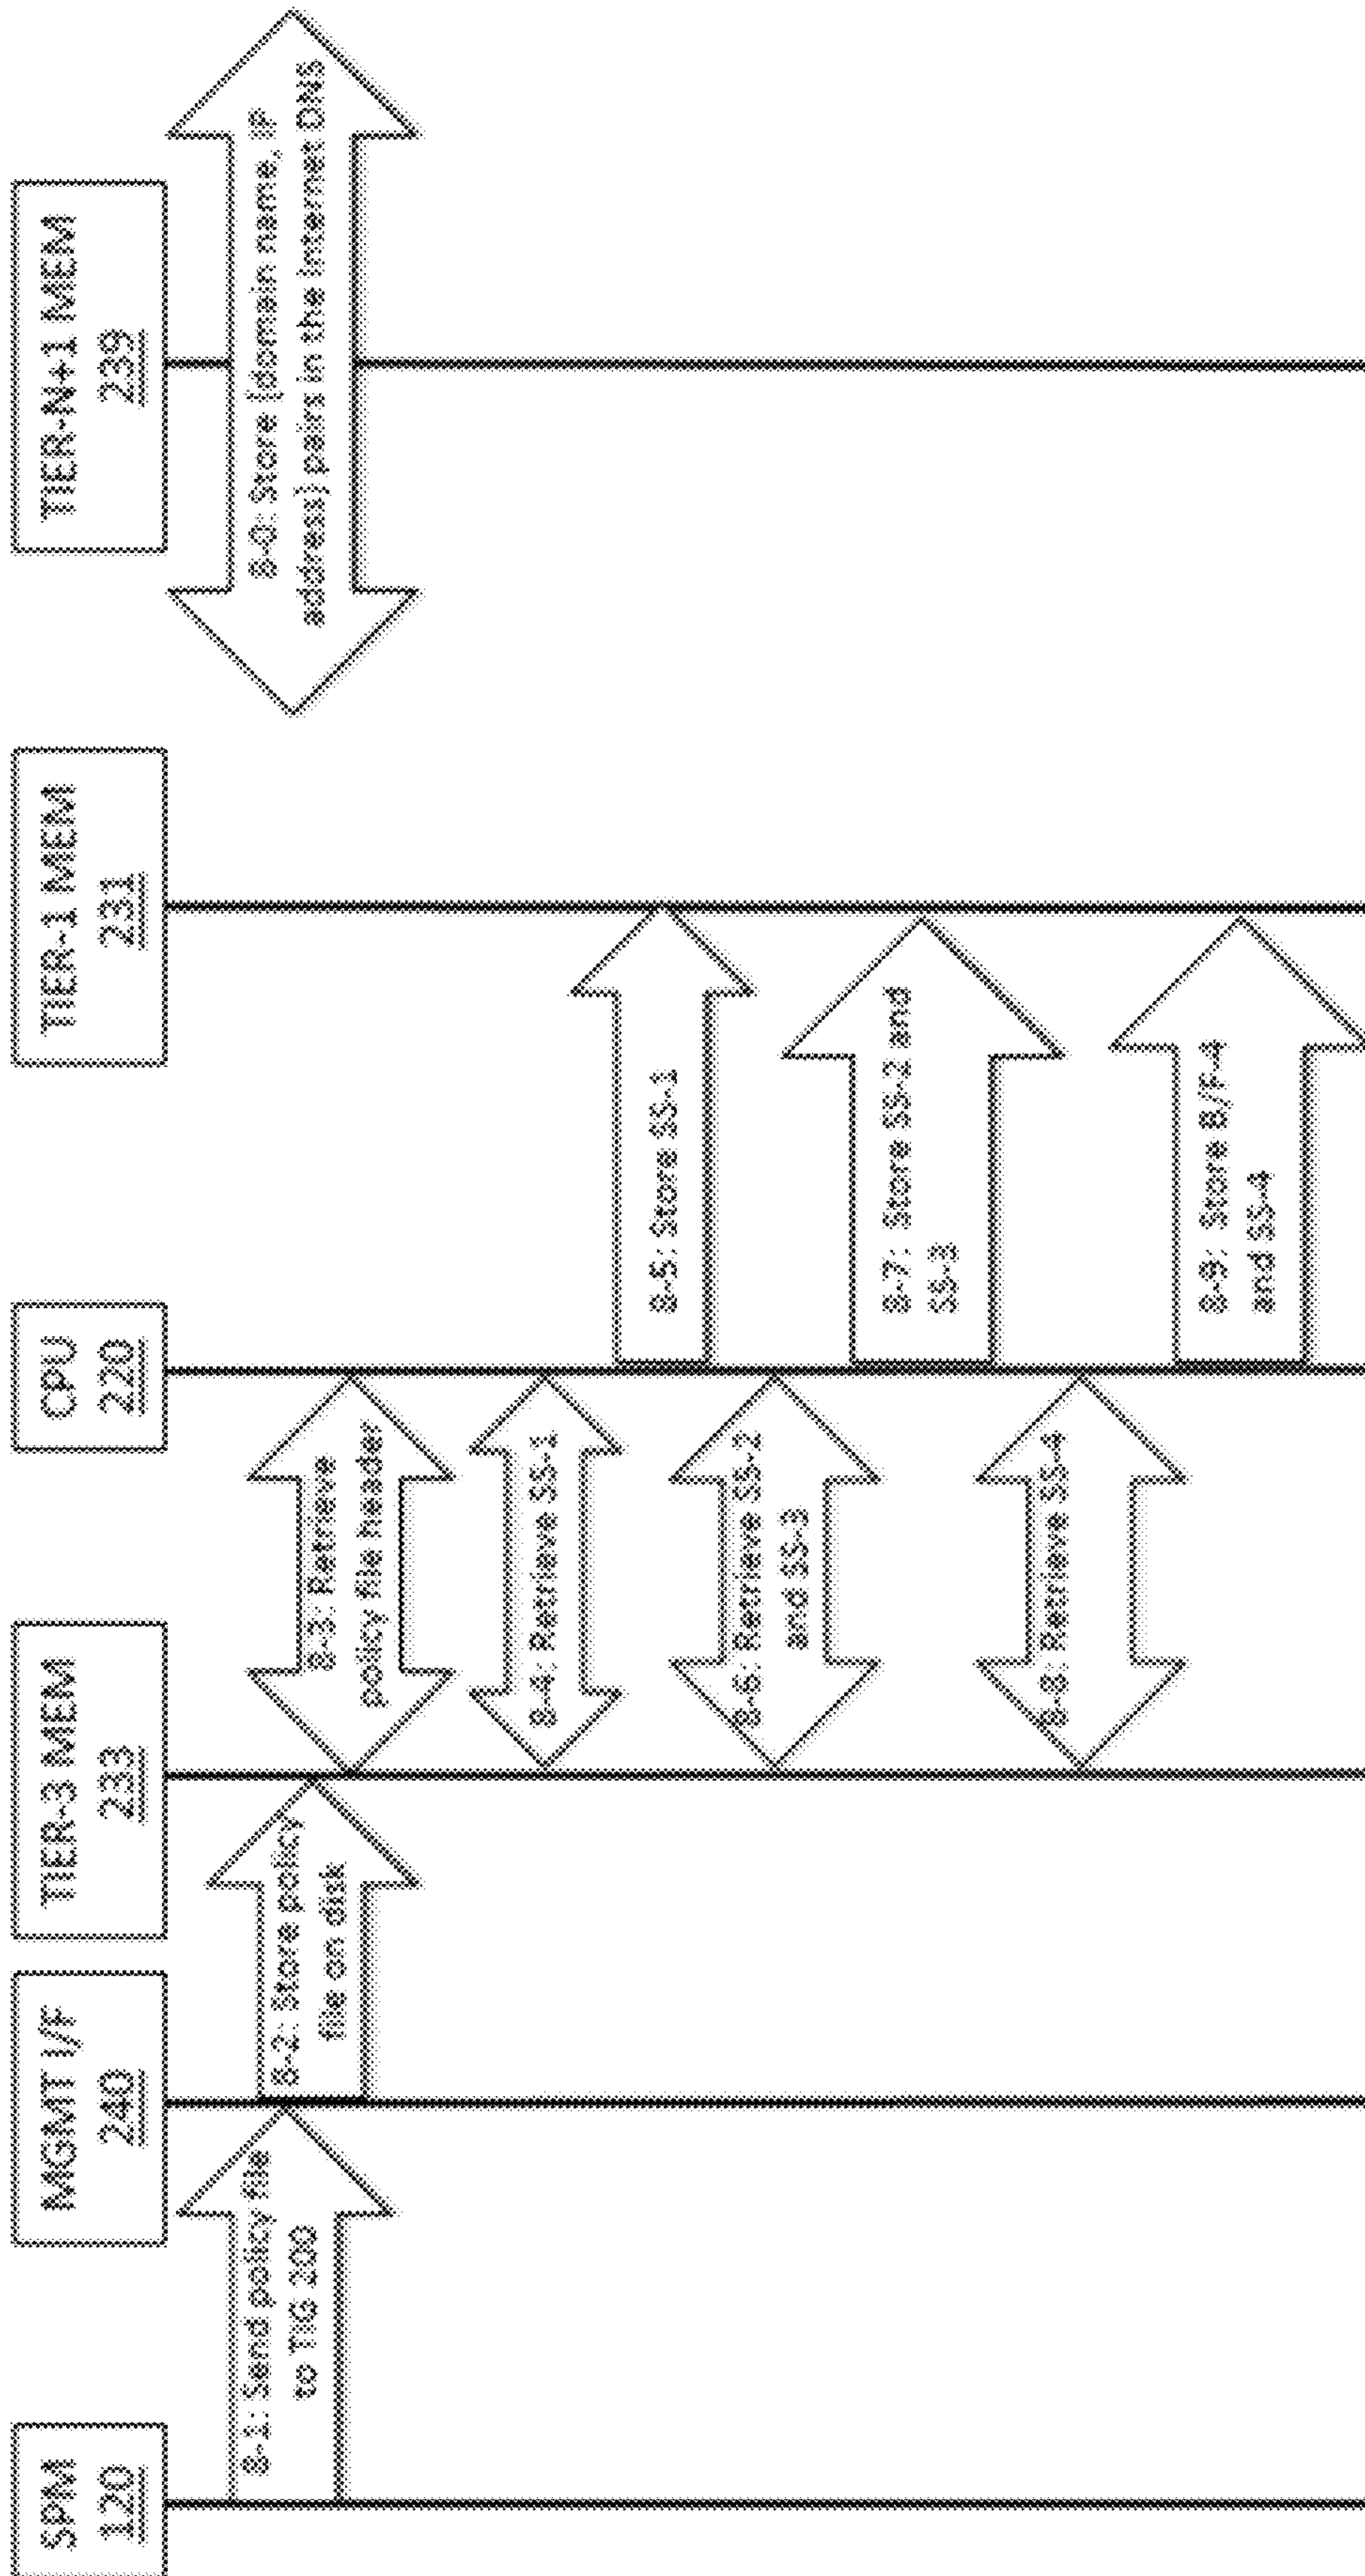 SPM
120
MGMT I/F
240
TIER-3 MEM
233
CPU
220
TIER-1 MEM
231
TIER-N+1 MEM
239
8-0: Store {domain name, IP
address} pairs in the Internet DNS
8-1: Send policy file
to TIG 200
8-2: Store policy
file on disk
8-3: Retrieve
policy file header
8-4: Retrieve SS-1
8-5: Store SS-1
8-6: Retrieve SS-2
and SS-3
8-7: Store SS-2 and
SS-3
8-8: Retrieve SS-4
8-9: Store B/F-4
and SS-4